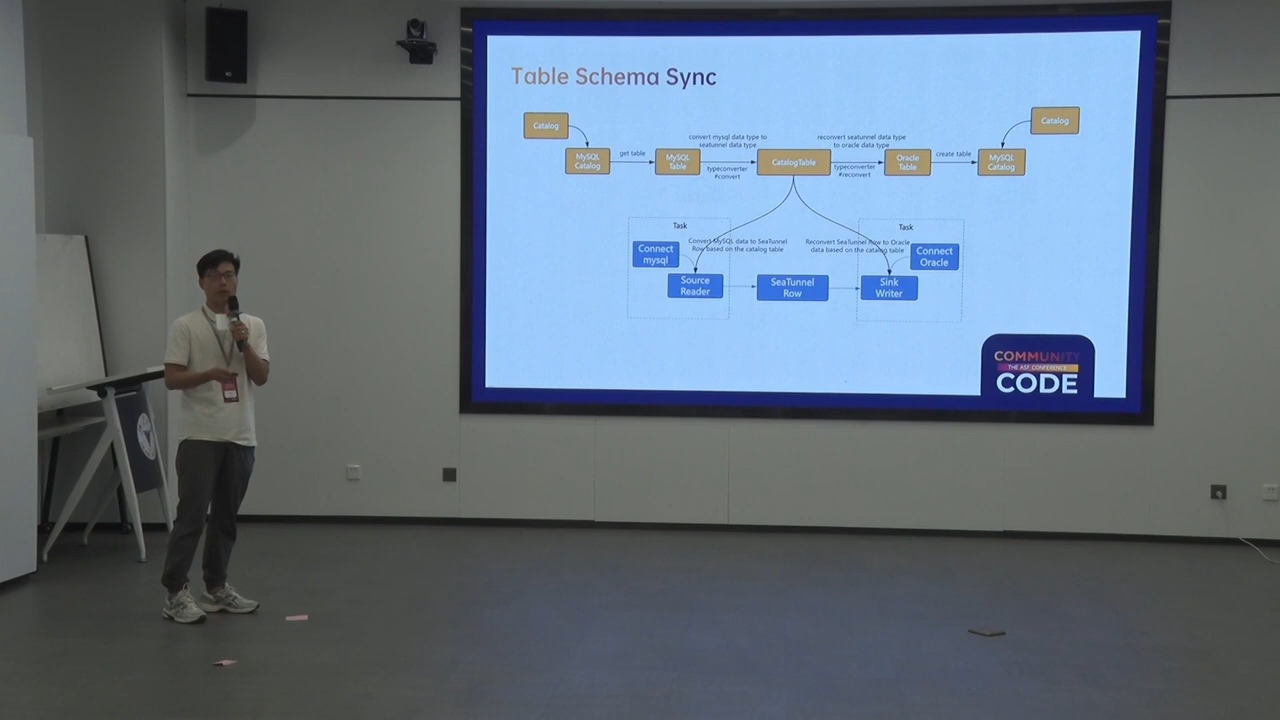 Table Schema Sync
Catalog
MySQL
Catalog
get table
MySQL
Table
convert mysql data type to
seatunnel data type
typeconverter
#convert
CatalogTable
reconvert seatunnel data type
to oracle data type
typeconverter
#reconvert
Oracle
Table
create table
MySQL
Catalog
Catalog
Task
Connect
mysql
Convert MySQL data to SeaTunnel
Row based on the catalog table
Source
Reader
SeaTunnel
Row
Task
Reconvert SeaTunnel Row to Oracle
data based on the catalog table
Connect
Oracle
Sink
Writer
COMMUNITY
THE ASF CONFERENCE
CODE